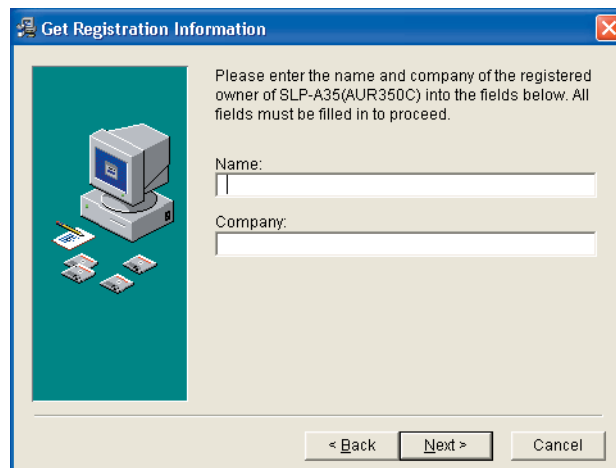 Get Registration Information
Please enter the name and company of the registered
owner of SLP-A35(AUR350C) into the fields below. All
fields must be filled in to proceed.
Name:
Company:
< Back
Next >
Cancel